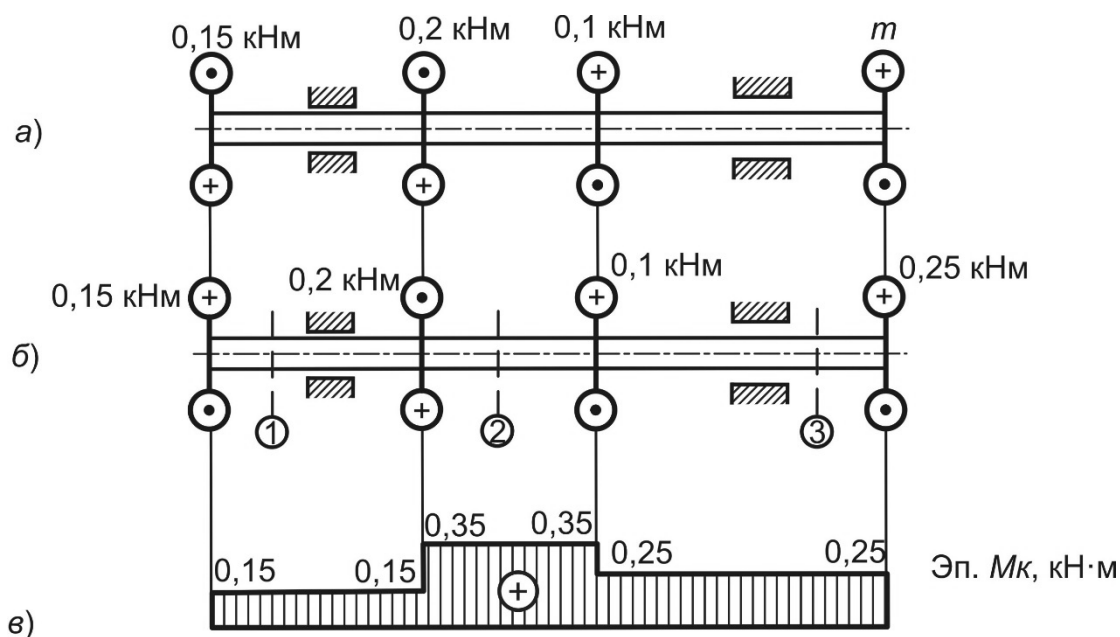 0,15 кНм 0,2 кНм 0,1 кНм m
а)
0,15 кНм 0,2 кНм 0,1 кНм 0,25 кНм
б)
1 2 3
0,15 0,15 0,35 0,35 0,25 0,25 Эп. Мк, кН·м
в)